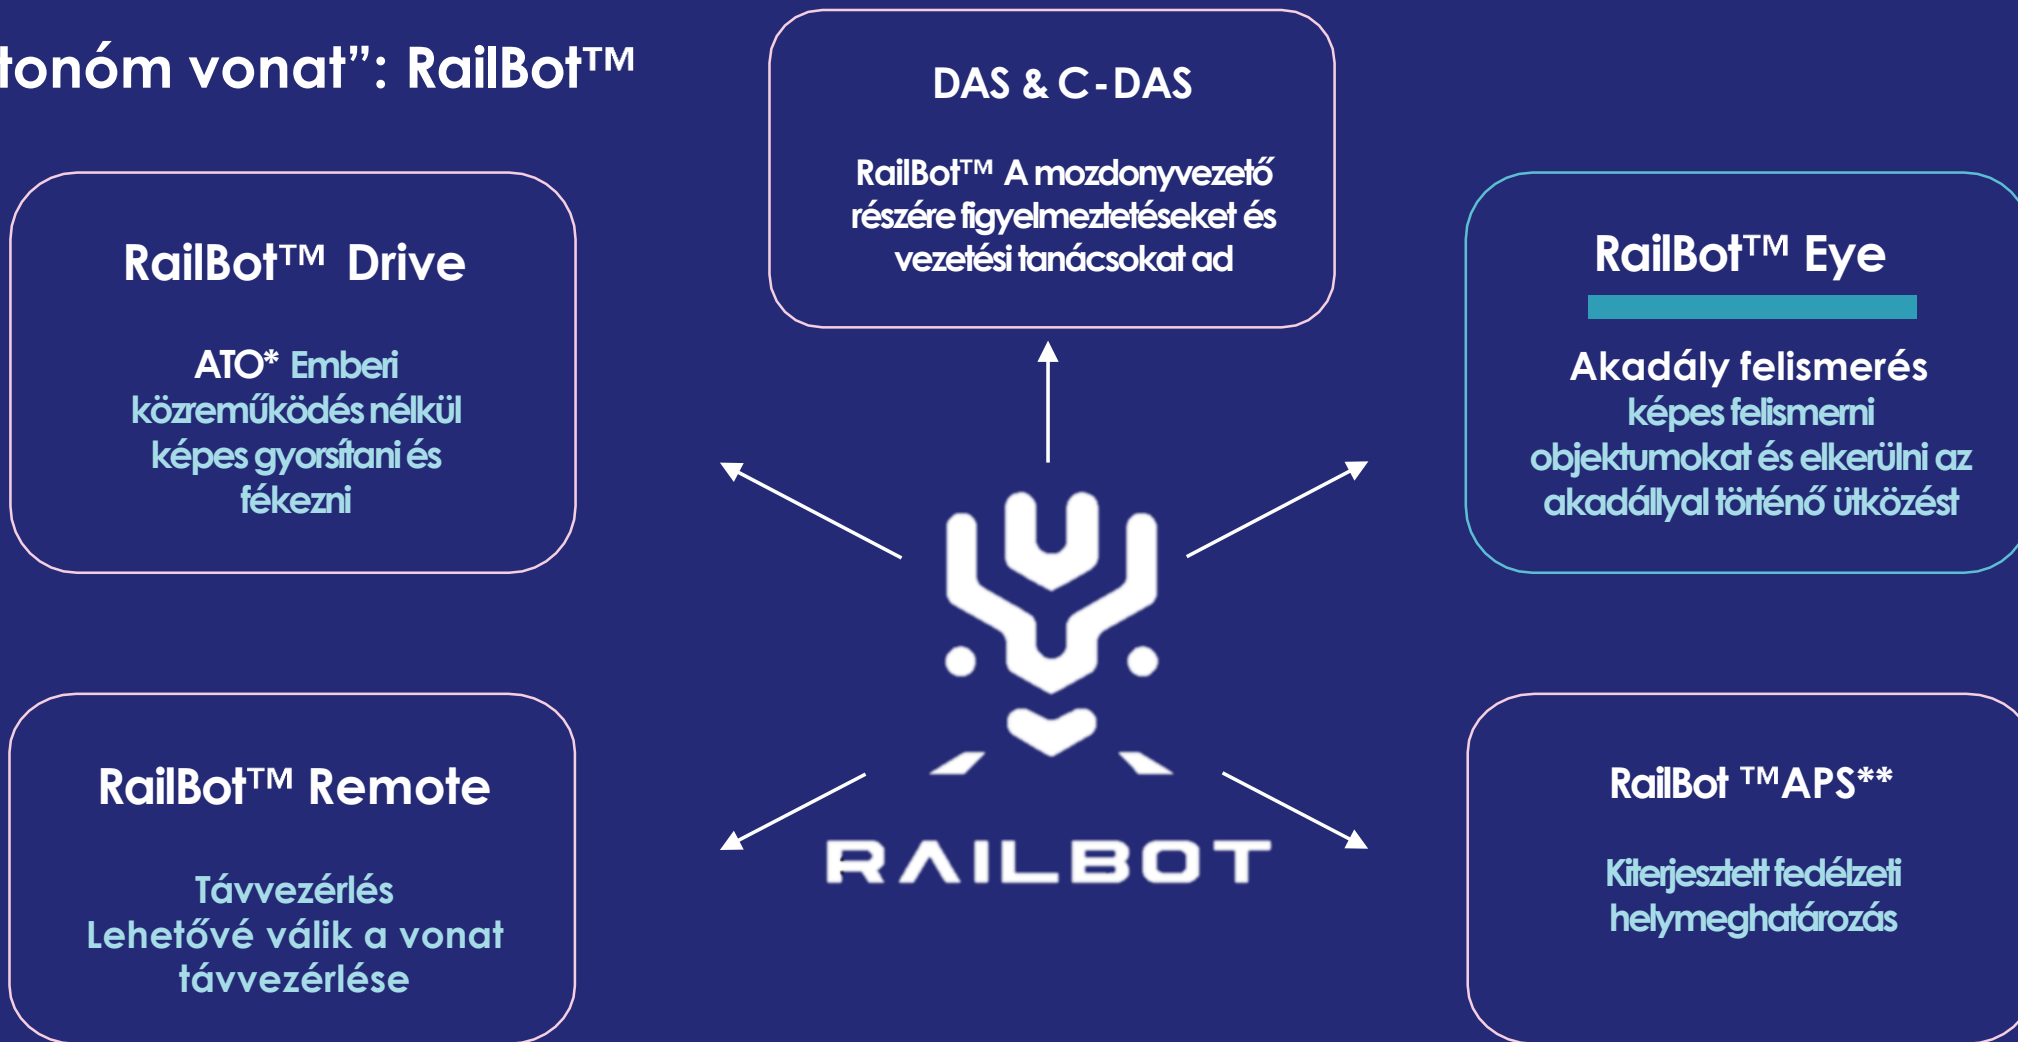 tonóm vonat”: RailBot™
DAS & C-DAS
RailBot™ A mozdonyvezető
részére figyelmeztetéseket és
vezetési tanácsokat ad
RailBot™ Drive
ATO* Emberi
közreműködés nélkül
képes gyorsítani és
fékezni
RailBot™ Eye
Akadály felismerés
képes felismerni
objektumokat és elkerülni az
akadállyal történő ütközést
RAILBOT
RailBot™ Remote
Távvezérlés
Lehetővé válik a vonat
távvezérlése
RailBot ™APS**
Kiterjesztett fedélzeti
helymeghatározás